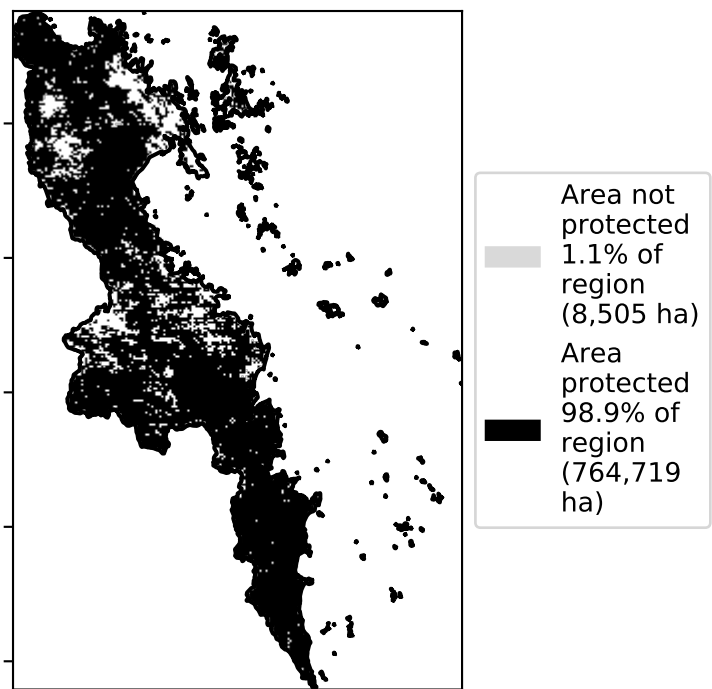 Area not
protected
1.1% of
region
(8,505 ha)
Area
protected
98.9% of
region
(764,719
ha)